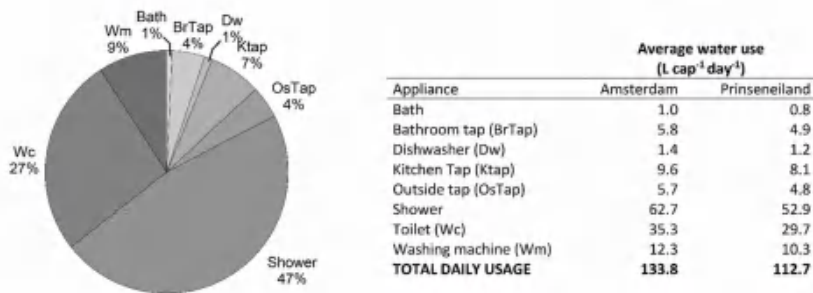 Bath
1%
BrTap
4%
Dw
1%
Ktap
7%
OsTap
4%
Shower
47%
Wc
27%
Wm
9%
Average water use
(L cap⁻¹ day⁻¹)
Appliance Amsterdam Prinseneiland
Bath 1.0 0.8
Bathroom tap (BrTap) 5.8 4.9
Dishwasher (Dw) 1.4 1.2
Kitchen Tap (Ktap) 9.6 8.1
Outside tap (OsTap) 5.7 4.8
Shower 62.7 52.9
Toilet (Wc) 35.3 29.7
Washing machine (Wm) 12.3 10.3
TOTAL DAILY USAGE 133.8 112.7